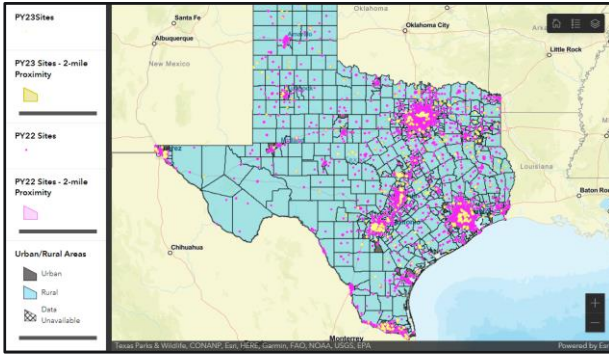 PY23Sites
PY23 Sites - 2-mile
Proximity
PY22 Sites
PY22 Sites - 2-mile
Proximity
Urban/Rural Areas
Urban
Rural
Data
Unavailable
Santa Fe
Albuquerque
New Mexico
Oklahoma
Oklahoma City
Little Rock
Louisiana
Baton Rou
Chihuahua
Monterrey
+
−
Texas Parks & Wildlife, CONANP, Esri, HERE, Garmin, FAO, NOAA, USGS, EPA
Powered by Esri